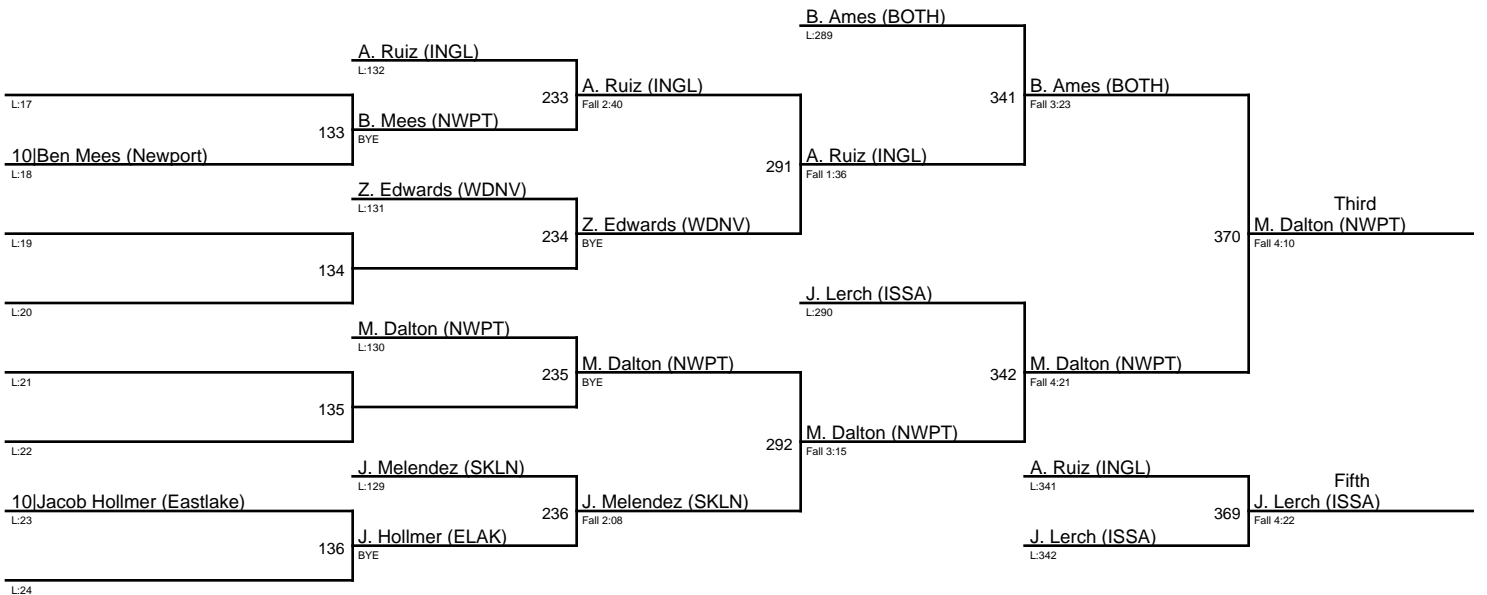 L:17
10|Ben Mees (Newport)
L:18
L:19
L:20
L:21
L:22
10|Jacob Hollmer (Eastlake)
L:23
L:24
133
134
135
136
A. Ruiz (INGL)
L:132
B. Mees (NWPT)
BYE
Z. Edwards (WDNV)
L:131
M. Dalton (NWPT)
L:130
J. Melendez (SKLN)
L:129
J. Hollmer (ELAK)
BYE
233
234
235
236
A. Ruiz (INGL)
Fall 2:40
Z. Edwards (WDNV)
BYE
M. Dalton (NWPT)
BYE
J. Melendez (SKLN)
Fall 2:08
291
292
B. Ames (BOTH)
L:289
A. Ruiz (INGL)
Fall 1:36
J. Lerch (ISSA)
L:290
M. Dalton (NWPT)
Fall 3:15
341
342
B. Ames (BOTH)
Fall 3:23
M. Dalton (NWPT)
Fall 4:21
370
Third
M. Dalton (NWPT)
Fall 4:10
A. Ruiz (INGL)
L:341
J. Lerch (ISSA)
L:342
369
Fifth
J. Lerch (ISSA)
Fall 4:22